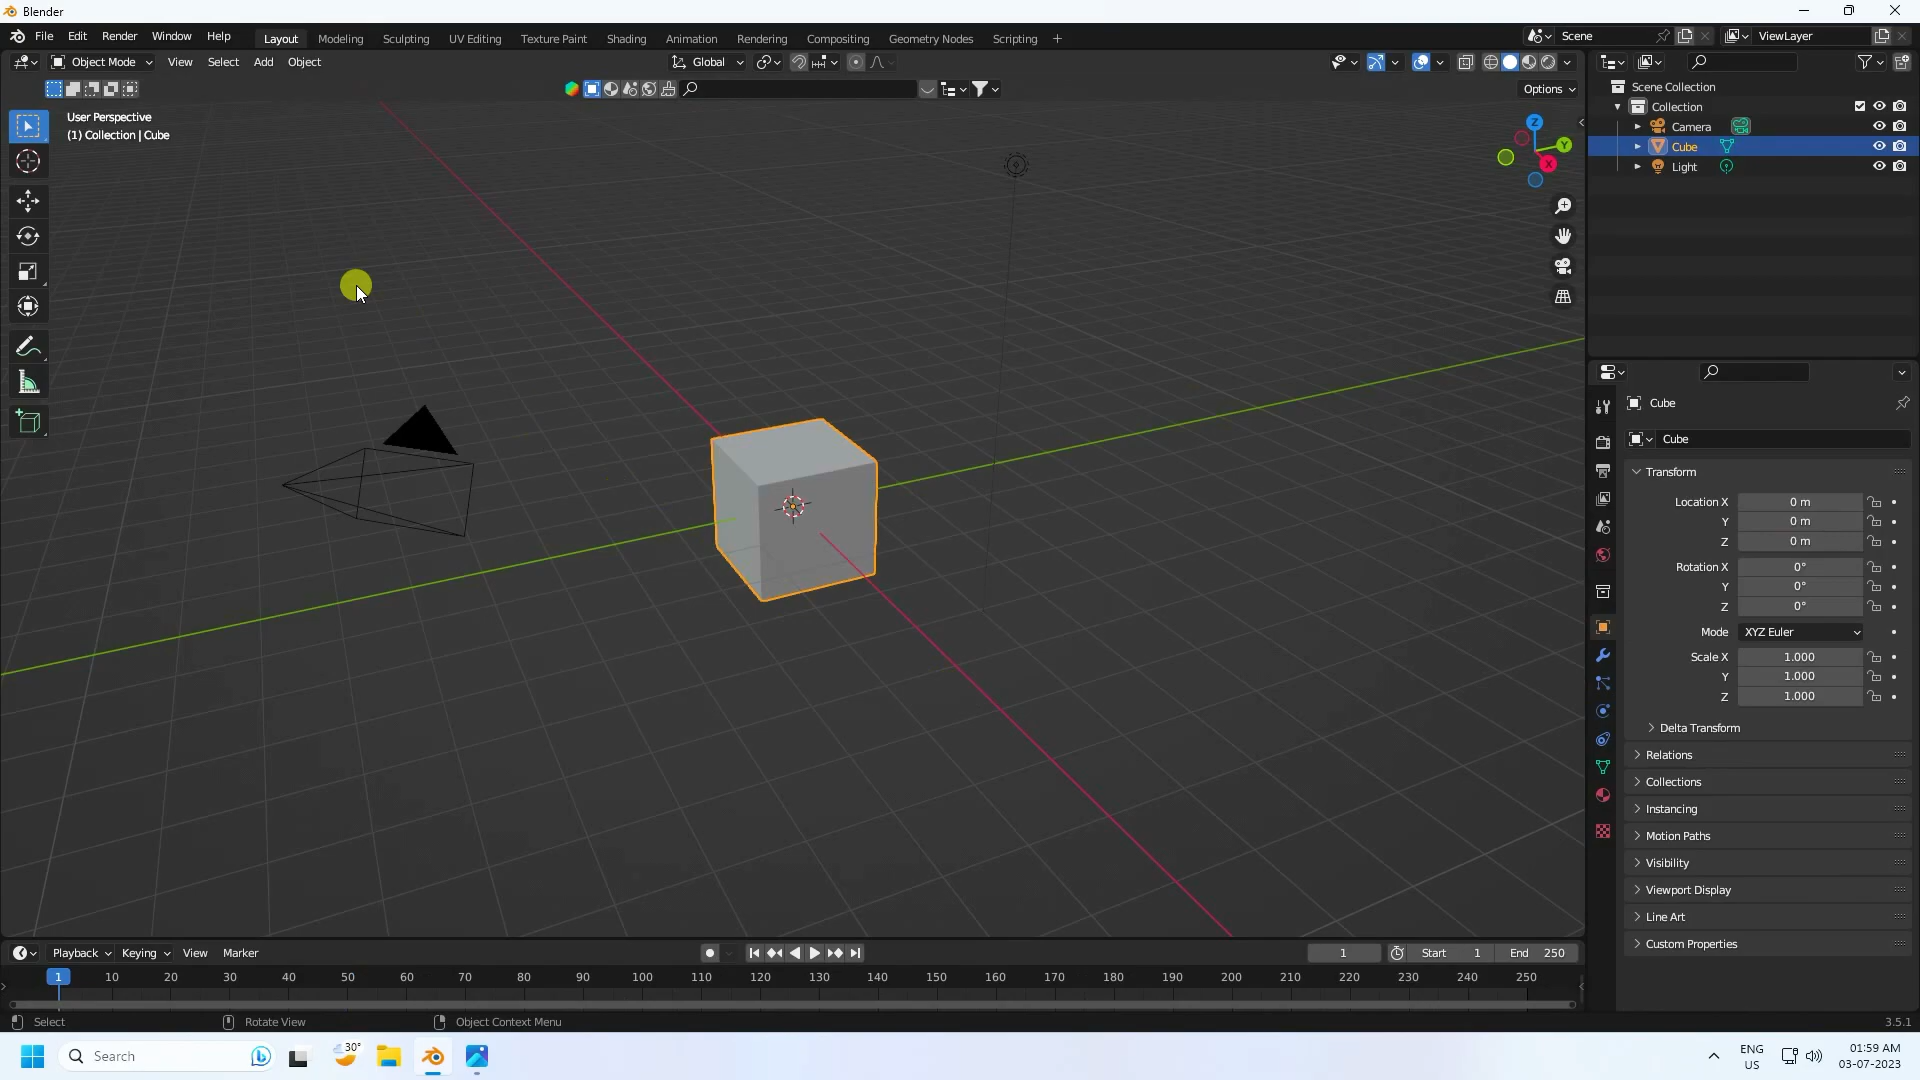 Blender
File Edit Render Window Help Layout Modeling Sculpting UV Editing Texture Paint Shading Animation Rendering Compositing Geometry Nodes Scripting + Scene ViewLayer
Object Mode View Select Add Object Global
Options
User Perspective
(1) Collection | Cube
Z
Y
X
Scene Collection
Collection
Camera
Cube
Light
Cube
Cube
Transform
Location X 0 m
Y 0 m
Z 0 m
Rotation X 0°
Y 0°
Z 0°
Mode XYZ Euler
Scale X 1.000
Y 1.000
Z 1.000
Delta Transform
Relations
Collections
Instancing
Motion Paths
Visibility
Viewport Display
Line Art
Custom Properties
Playback Keying View Marker 1 Start 1 End 250
1 10 20 30 40 50 60 70 80 90 100 110 120 130 140 150 160 170 180 190 200 210 220 230 240 250
Select Rotate View Object Context Menu 3.5.1
Search 30° ENG US 01:59 AM
03-07-2023